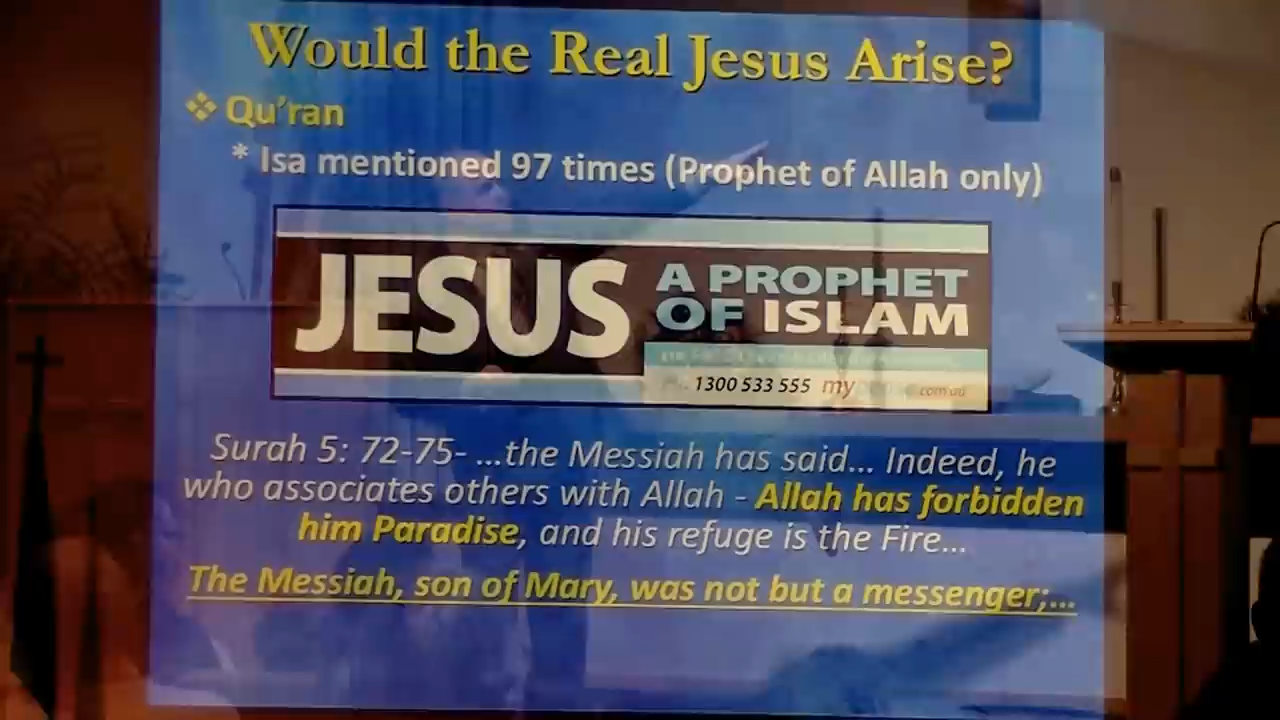 Would the Real Jesus Arise?
❖ Qu'ran
* Isa mentioned 97 times (Prophet of Allah only)
JESUS
A PROPHET
OF ISLAM
1300 533 555 my .com.au
Surah 5: 72-75- ...the Messiah has said... Indeed, he
who associates others with Allah - Allah has forbidden
him Paradise, and his refuge is the Fire...
The Messiah, son of Mary, was not but a messenger;...